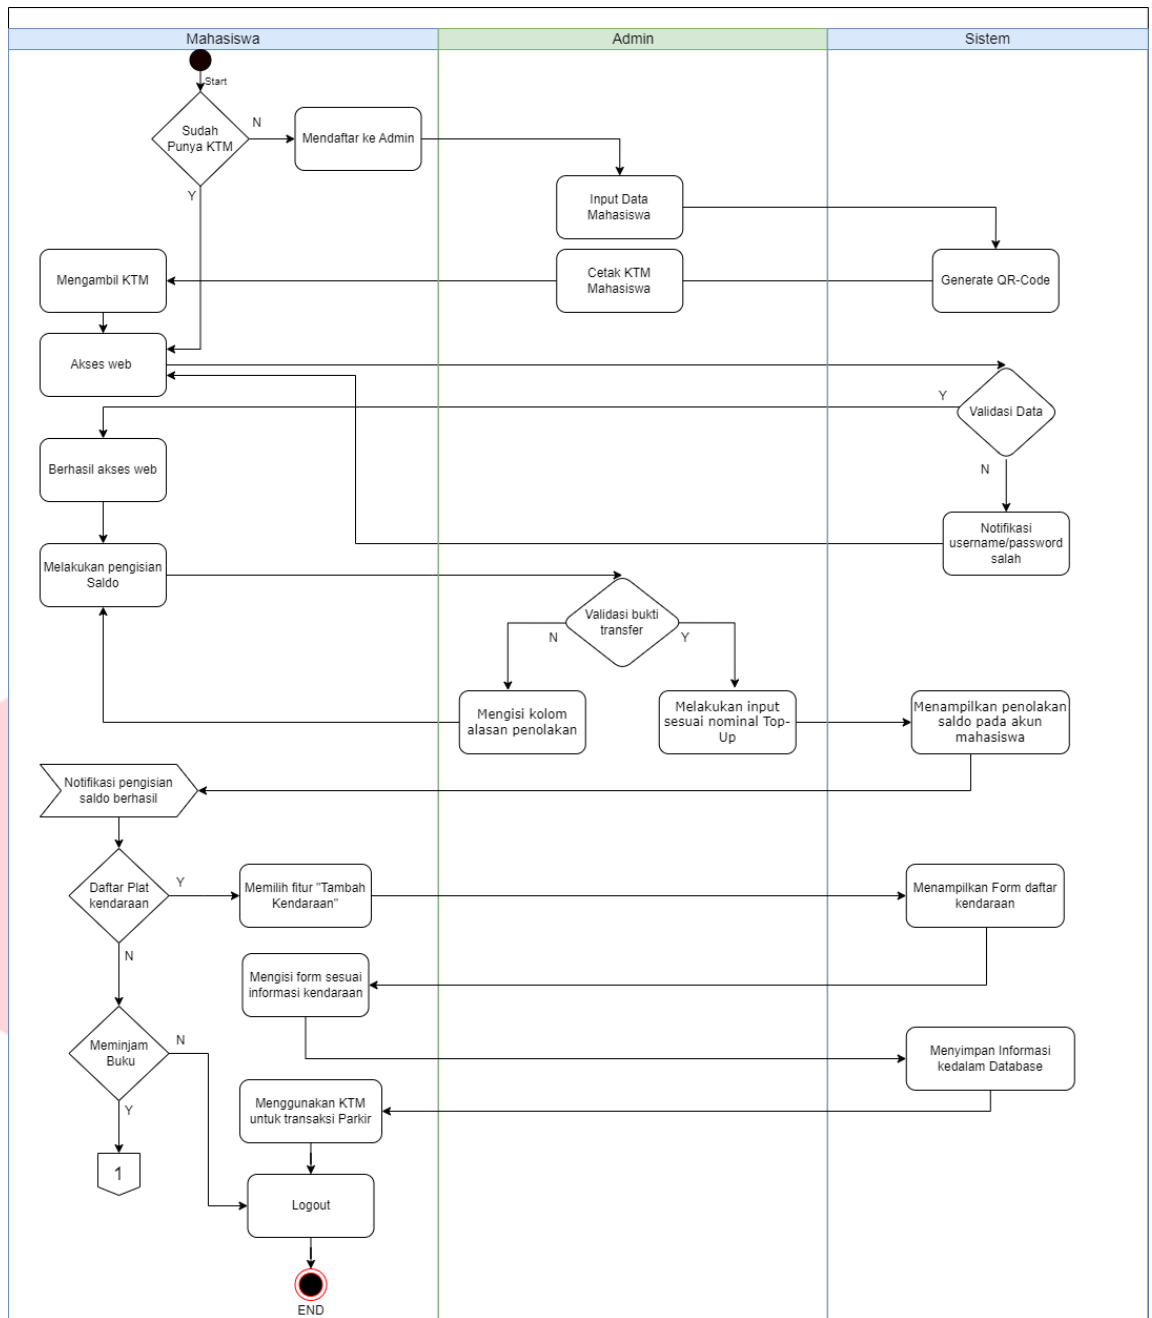 Mahasiswa
Admin
Sistem
Start
Sudah
Punya KTM
N
Mendaftar ke Admin
Y
Input Data
Mahasiswa
Mengambil KTM
Cetak KTM
Mahasiswa
Generate QR-Code
Akses web
Y
Validasi Data
N
Berhasil akses web
Notifikasi
username/password
salah
Melakukan pengisian
Saldo
Validasi bukti
transfer
N
Y
Mengisi kolom
alasan penolakan
Melakukan input
sesuai nominal Top-
Up
Menampilkan penolakan
saldo pada akun
mahasiswa
Notifikasi pengisian
saldo berhasil
Daftar Plat
kendaraan
Y
Memilih fitur "Tambah
Kendaraan"
Menampilkan Form daftar
kendaraan
N
Mengisi form sesuai
informasi kendaraan
Meminjam
Buku
N
Menyimpan Informasi
kedalam Database
Y
Menggunakan KTM
untuk transaksi Parkir
1
Logout
END